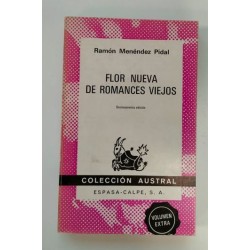 Ramón Menéndez Pidal
FLOR NUEVA
DE ROMANCES VIEJOS
COLECCIÓN AUSTRAL
ESPASA-CALPE, S. A.
VOLUMEN
EXTRA